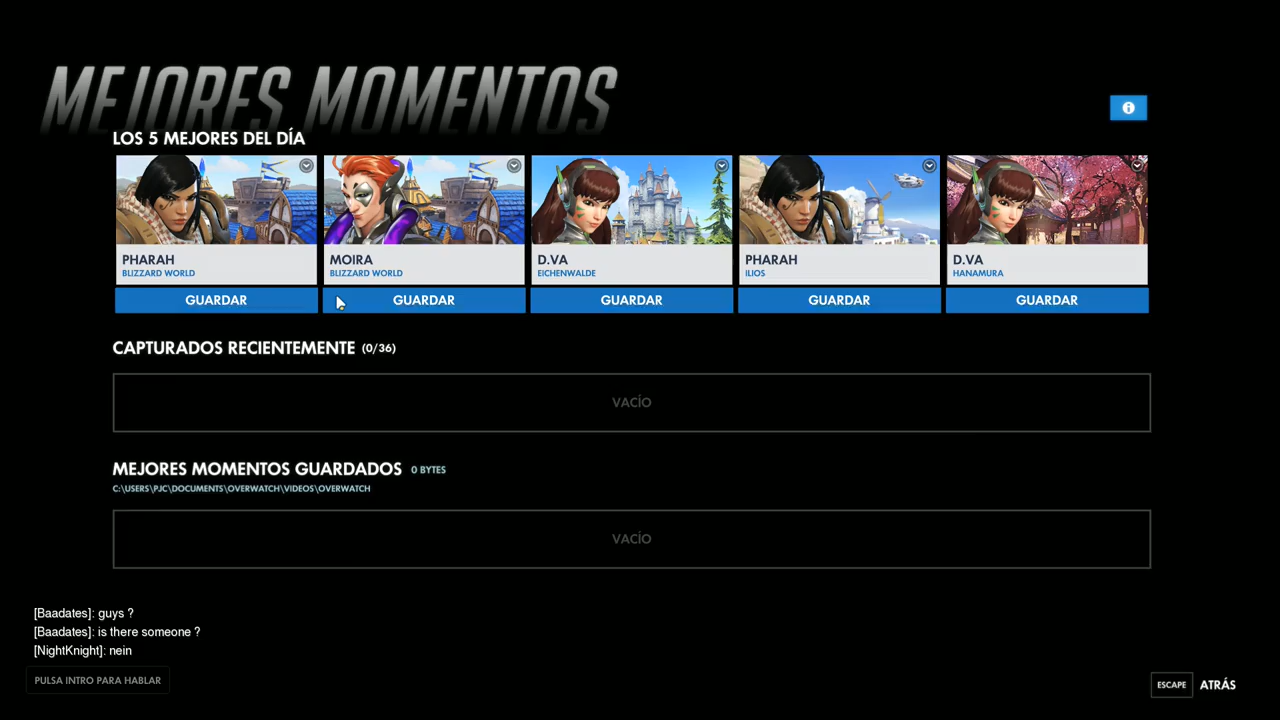 MEJORES MOMENTOS
LOS 5 MEJORES DEL DÍA
PHARAH
BLIZZARD WORLD
GUARDAR
MOIRA
BLIZZARD WORLD
GUARDAR
D.VA
EICHENWALDE
GUARDAR
PHARAH
ILIOS
GUARDAR
D.VA
HANAMURA
GUARDAR
CAPTURADOS RECIENTEMENTE (0/36)
VACÍO
MEJORES MOMENTOS GUARDADOS 0 BYTES
C:\USERS\PJC\DOCUMENTS\OVERWATCH\VIDEOS\OVERWATCH
VACÍO
[Baadates]: guys ?
[Baadates]: is there someone ?
[NightKnight]: nein
PULSA INTRO PARA HABLAR
ESCAPE ATRÁS